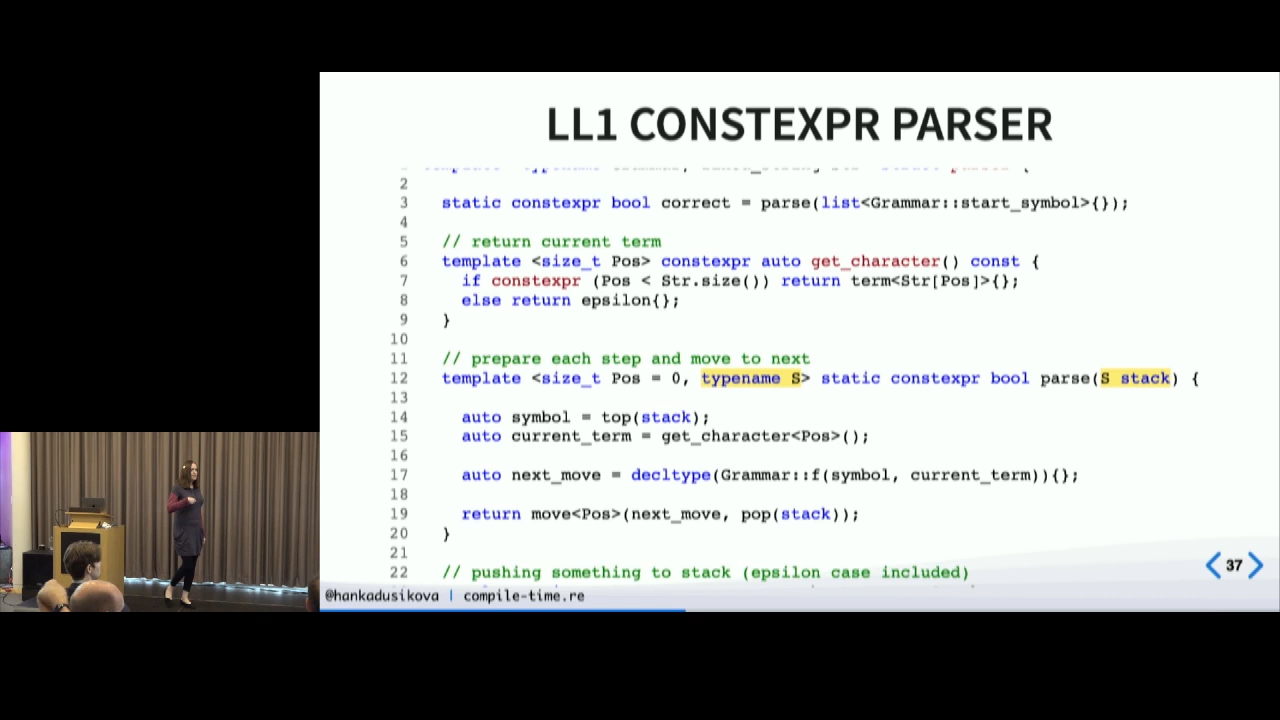 LL1 CONSTEXPR PARSER
2
3 static constexpr bool correct = parse(list<Grammar::start_symbol>{});
4
5 // return current term
6 template <size_t Pos> constexpr auto get_character() const {
7 if constexpr (Pos < Str.size()) return term<Str[Pos]>{};
8 else return epsilon{};
9 }
10
11 // prepare each step and move to next
12 template <size_t Pos = 0, typename S> static constexpr bool parse(S stack) {
13
14 auto symbol = top(stack);
15 auto current_term = get_character<Pos>();
16
17 auto next_move = decltype(Grammar::f(symbol, current_term)){};
18
19 return move<Pos>(next_move, pop(stack));
20 }
21
22 // pushing something to stack (epsilon case included)
37
@hankadusikova | compile-time.re